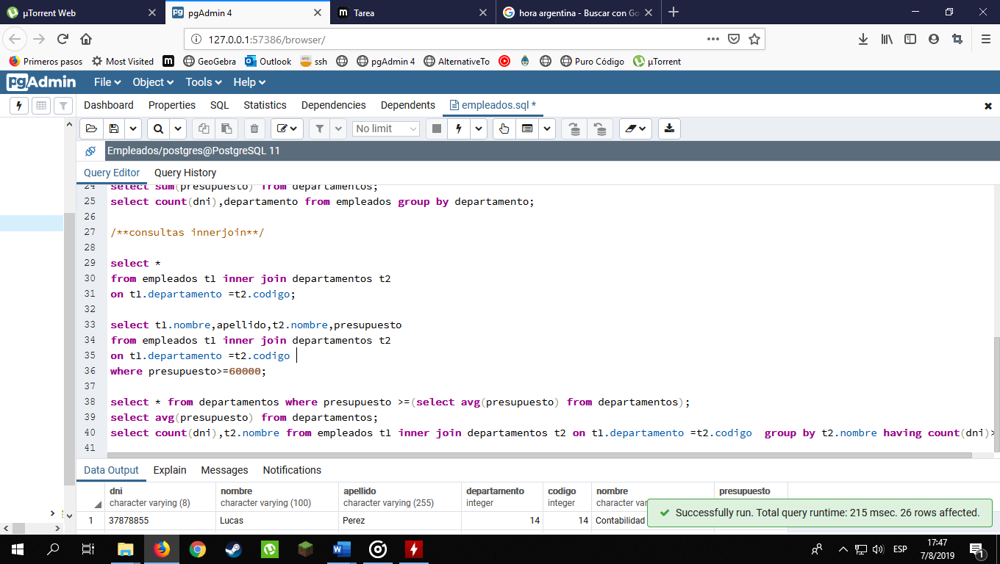 µTorrent Web
pgAdmin 4
Tarea
hora argentina - Buscar con Go
127.0.0.1:57386/browser/
Primeros pasos
Most Visited
GeoGebra
Outlook
ssh
pgAdmin 4
AlternativeTo
Puro Código
µTorrent
pgAdmin
File
Object
Tools
Help
Dashboard
Properties
SQL
Statistics
Dependencies
Dependents
empleados.sql *
No limit
Empleados/postgres@PostgreSQL 11
Query Editor
Query History
24 select sum(presupuesto) from departamentos;
25 select count(dni),departamento from empleados group by departamento;
26
27 /**consultas innerjoin**/
28
29 select *
30 from empleados t1 inner join departamentos t2
31 on t1.departamento =t2.codigo;
32
33 select t1.nombre,apellido,t2.nombre,presupuesto
34 from empleados t1 inner join departamentos t2
35 on t1.departamento =t2.codigo
36 where presupuesto>=60000;
37
38 select * from departamentos where presupuesto >=(select avg(presupuesto) from departamentos);
39 select avg(presupuesto) from departamentos;
40 select count(dni),t2.nombre from empleados t1 inner join departamentos t2 on t1.departamento =t2.codigo  group by t2.nombre having count(dni)>
41
Data Output
Explain
Messages
Notifications
dni nombre apellido departamento codigo nombre presupuesto
character varying (8) character varying (100) character varying (255) integer integer character var
1 37878855 Lucas Perez 14 14 Contabilidad
Successfully run. Total query runtime: 215 msec. 26 rows affected.
ESP
17:47
7/8/2019
1